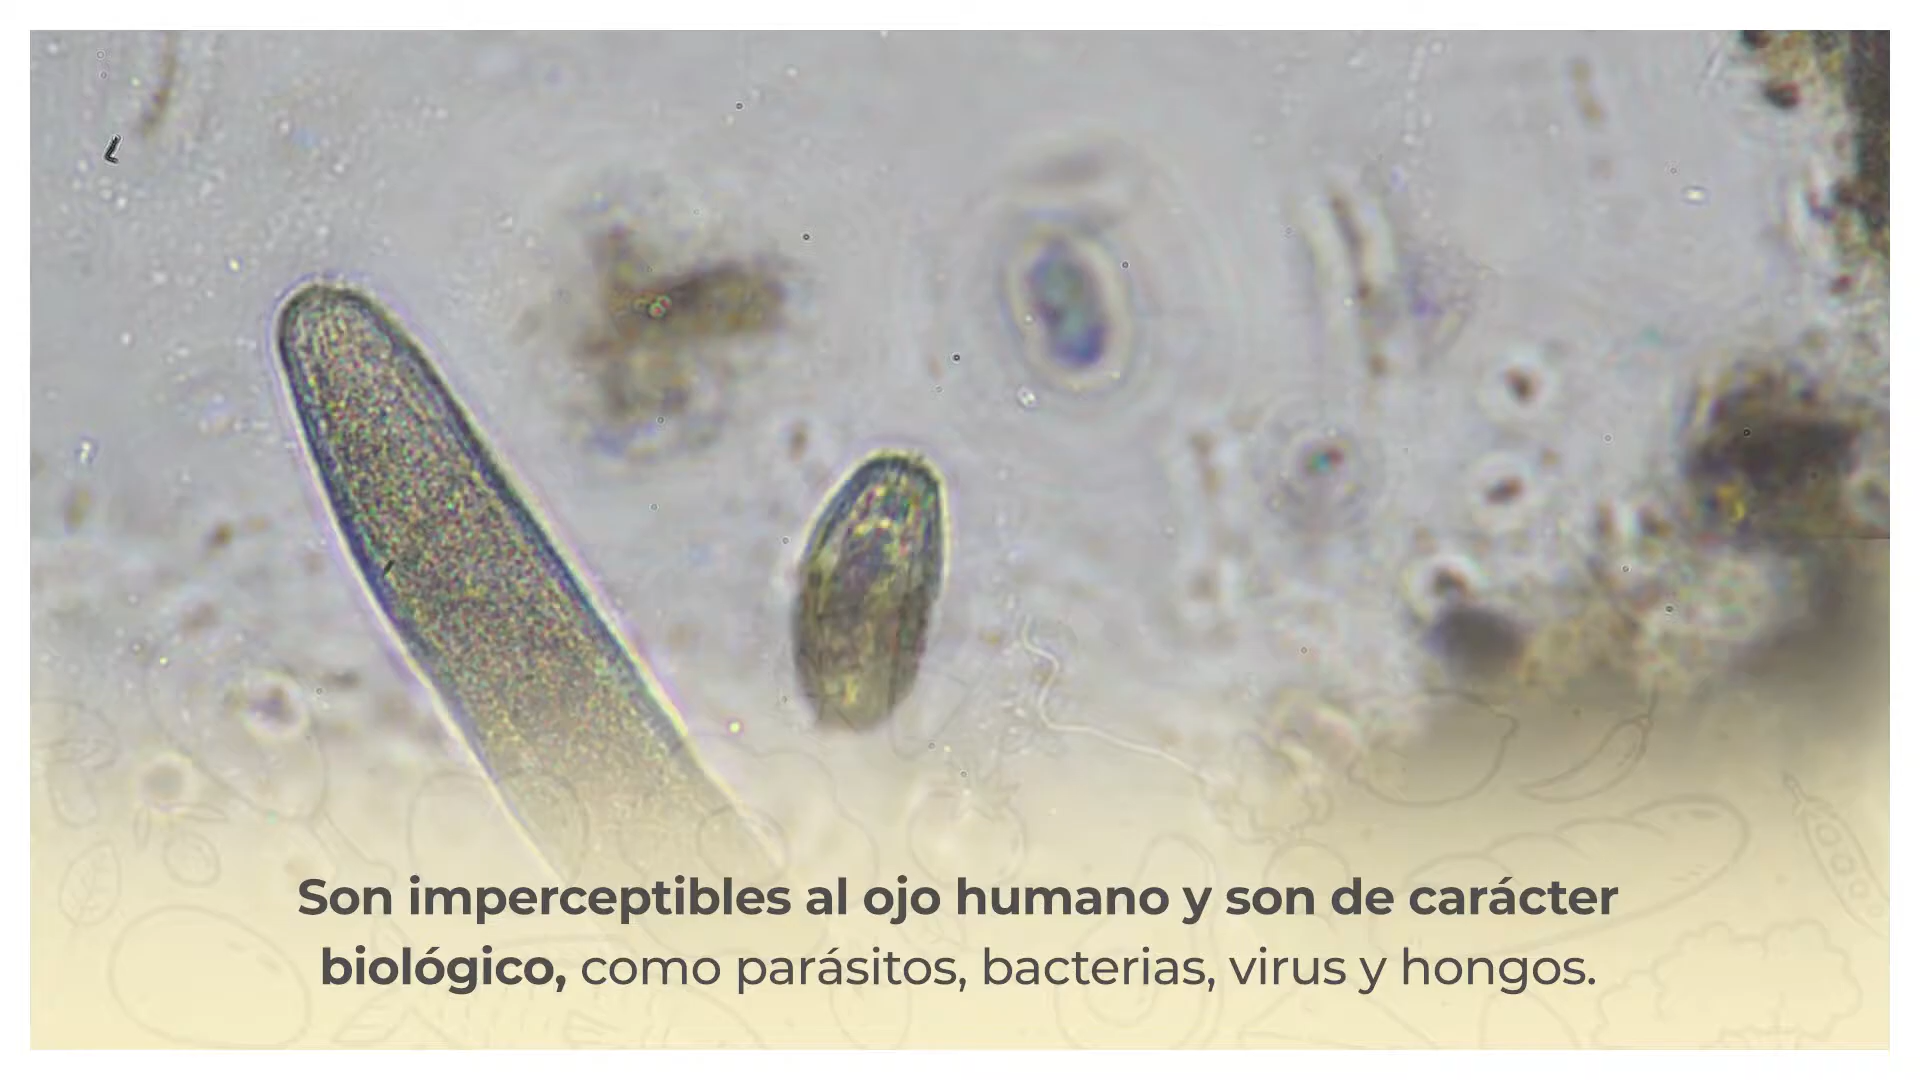 Son imperceptibles al ojo humano y son de carácter
biológico, como parásitos, bacterias, virus y hongos.